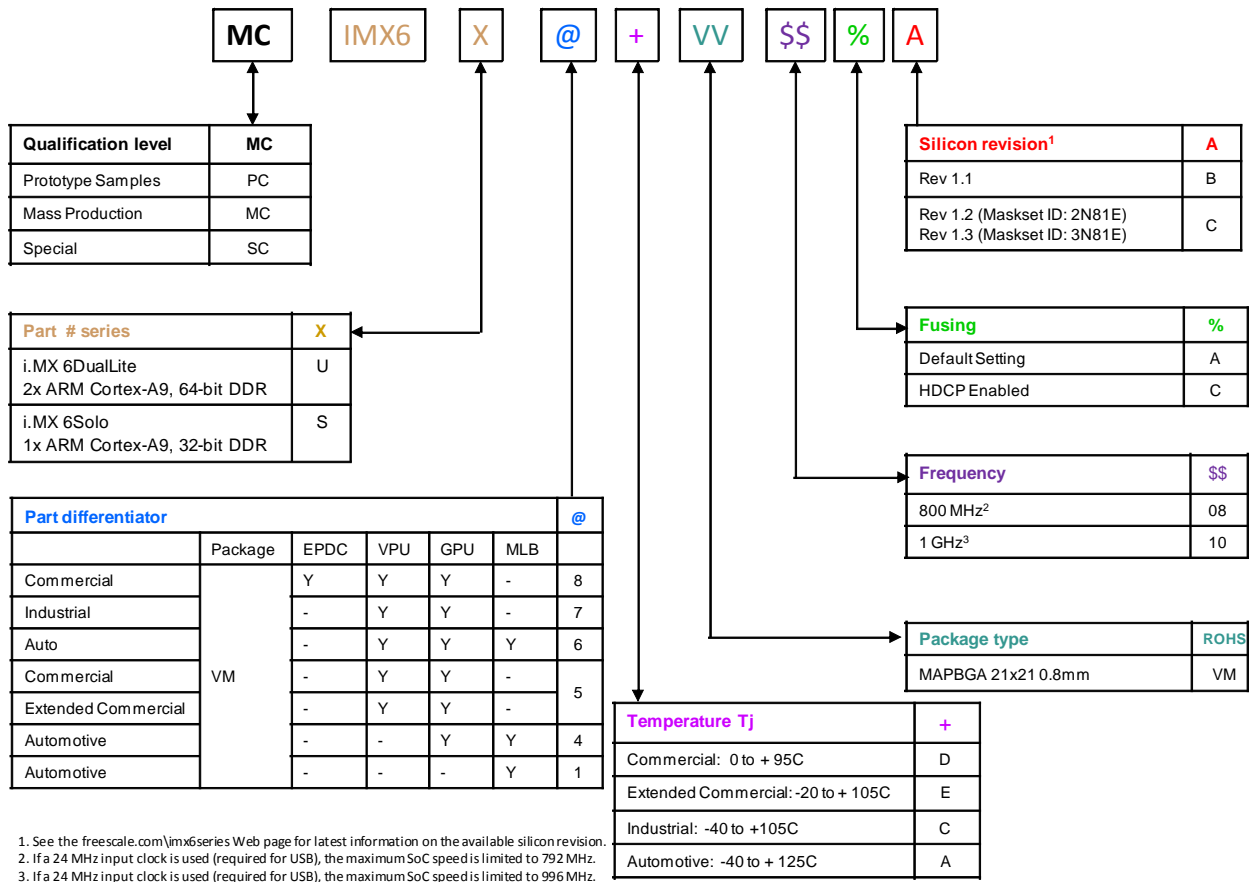 MC IMX6 X @ + VV $$ % A
Qualification level MC
Prototype Samples PC
Mass Production MC
Special SC
Silicon revision1 A
Rev 1.1 B
Rev 1.2 (Maskset ID: 2N81E)
Rev 1.3 (Maskset ID: 3N81E) C
Part # series X
i.MX 6DualLite U
2x ARM Cortex-A9, 64-bit DDR
i.MX 6Solo S
1x ARM Cortex-A9, 32-bit DDR
Fusing %
Default Setting A
HDCP Enabled C
Frequency $$
800 MHz2 08
1 GHz3 10
Part differentiator @
Package EPDC VPU GPU MLB
Commercial Y Y Y - 8
Industrial - Y Y - 7
Auto - Y Y Y 6
Commercial VM - Y Y - 5
Extended Commercial - Y Y -
Automotive - - Y Y 4
Automotive - - - Y 1
Package type ROHS
MAPBGA 21x21 0.8mm VM
Temperature Tj +
Commercial: 0 to + 95C D
Extended Commercial: -20 to + 105C E
Industrial: -40 to +105C C
Automotive: -40 to + 125C A
1. See the freescale.com\imx6series Web page for latest information on the available silicon revision.
2. If a 24 MHz input clock is used (required for USB), the maximum SoC speed is limited to 792 MHz.
3. If a 24 MHz input clock is used (required for USB), the maximum SoC speed is limited to 996 MHz.